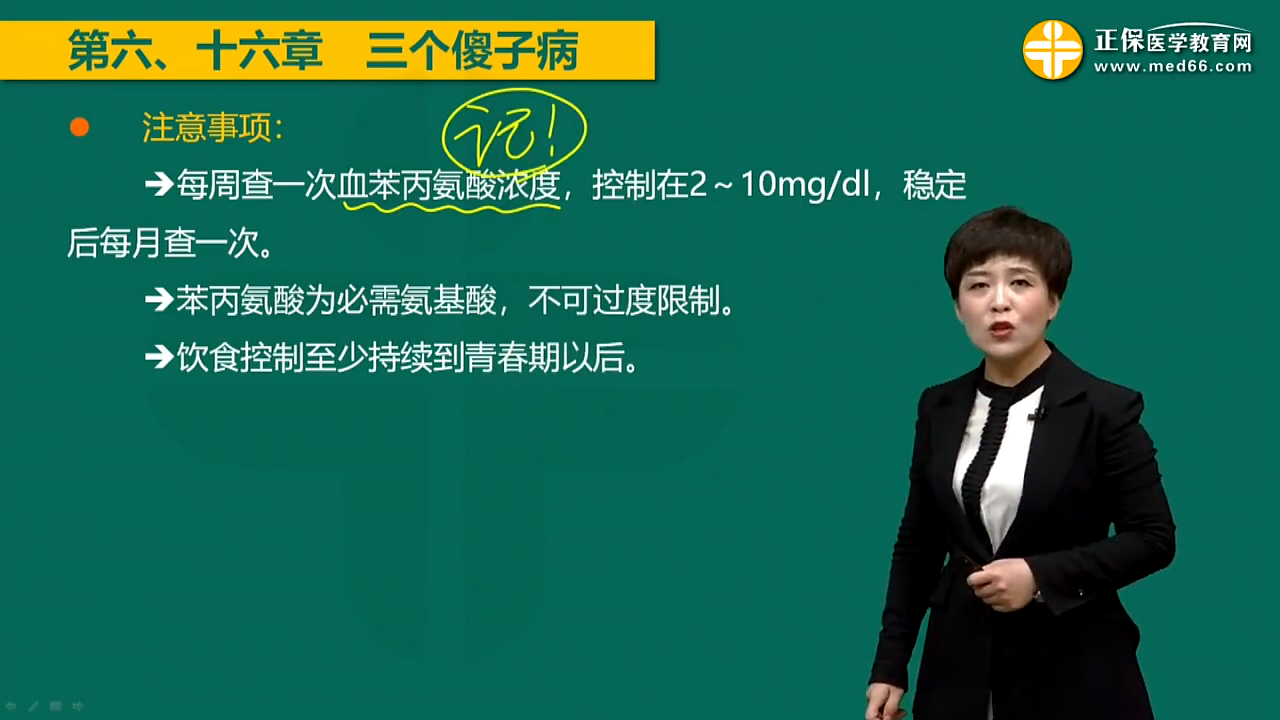 第六、十六章 三个傻子病
正保医学教育网
www.med66.com
注意事项：
记！
➔每周查一次血苯丙氨酸浓度，控制在2～10mg/dl，稳定
后每月查一次。
➔苯丙氨酸为必需氨基酸，不可过度限制。
➔饮食控制至少持续到青春期以后。